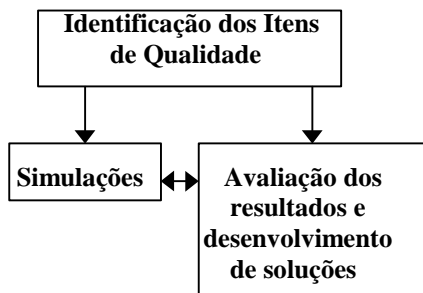 Identificação dos Itens
de Qualidade
Simulações
Avaliação dos
resultados e
desenvolvimento
de soluções